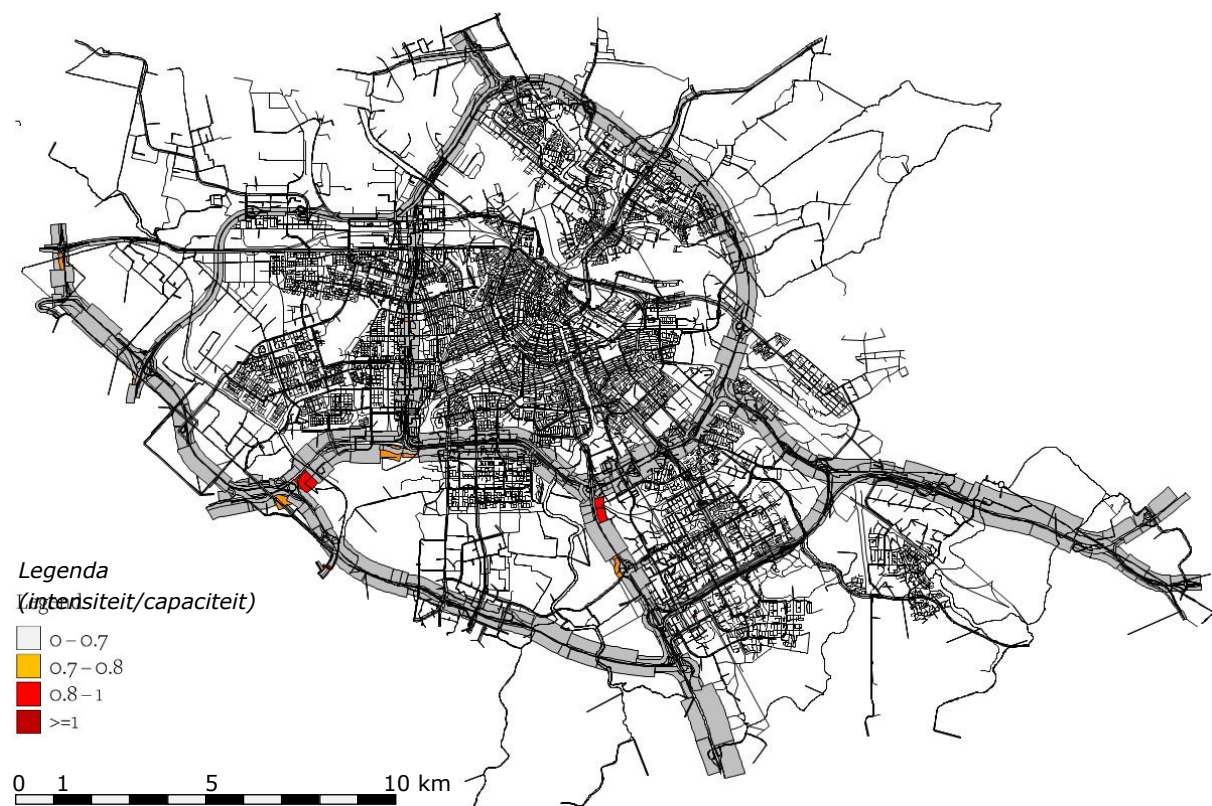 Legenda
(intensiteit/capaciteit)
0 – 0.7
0.7 – 0.8
0.8 – 1
>=1
0 1 5 10 km